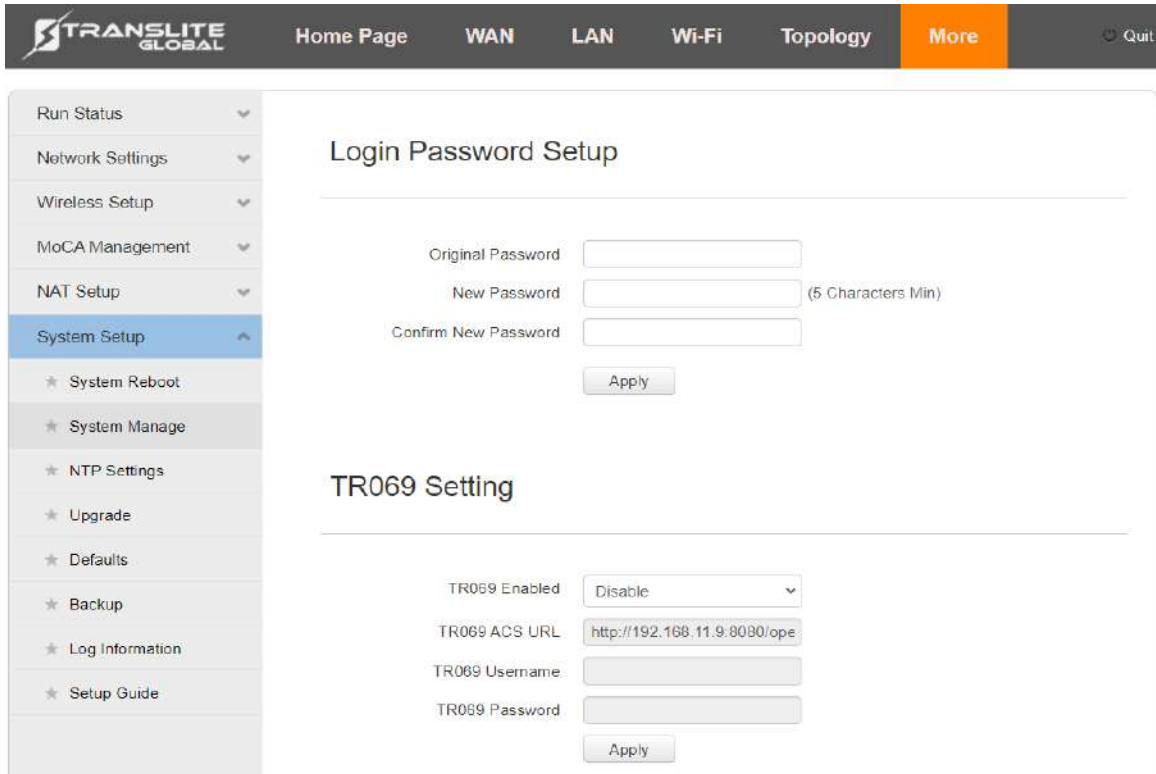 TRANSLITE GLOBAL
Home Page WAN LAN Wi-Fi Topology More Quit
Run Status
Network Settings
Wireless Setup
MoCA Management
NAT Setup
System Setup
System Reboot
System Manage
NTP Settings
Upgrade
Defaults
Backup
Log Information
Setup Guide
Login Password Setup
Original Password
New Password (5 Characters Min)
Confirm New Password
Apply
TR069 Setting
TR069 Enabled Disable
TR069 ACS URL http://192.168.11.9:8080/ope
TR069 Username
TR069 Password
Apply